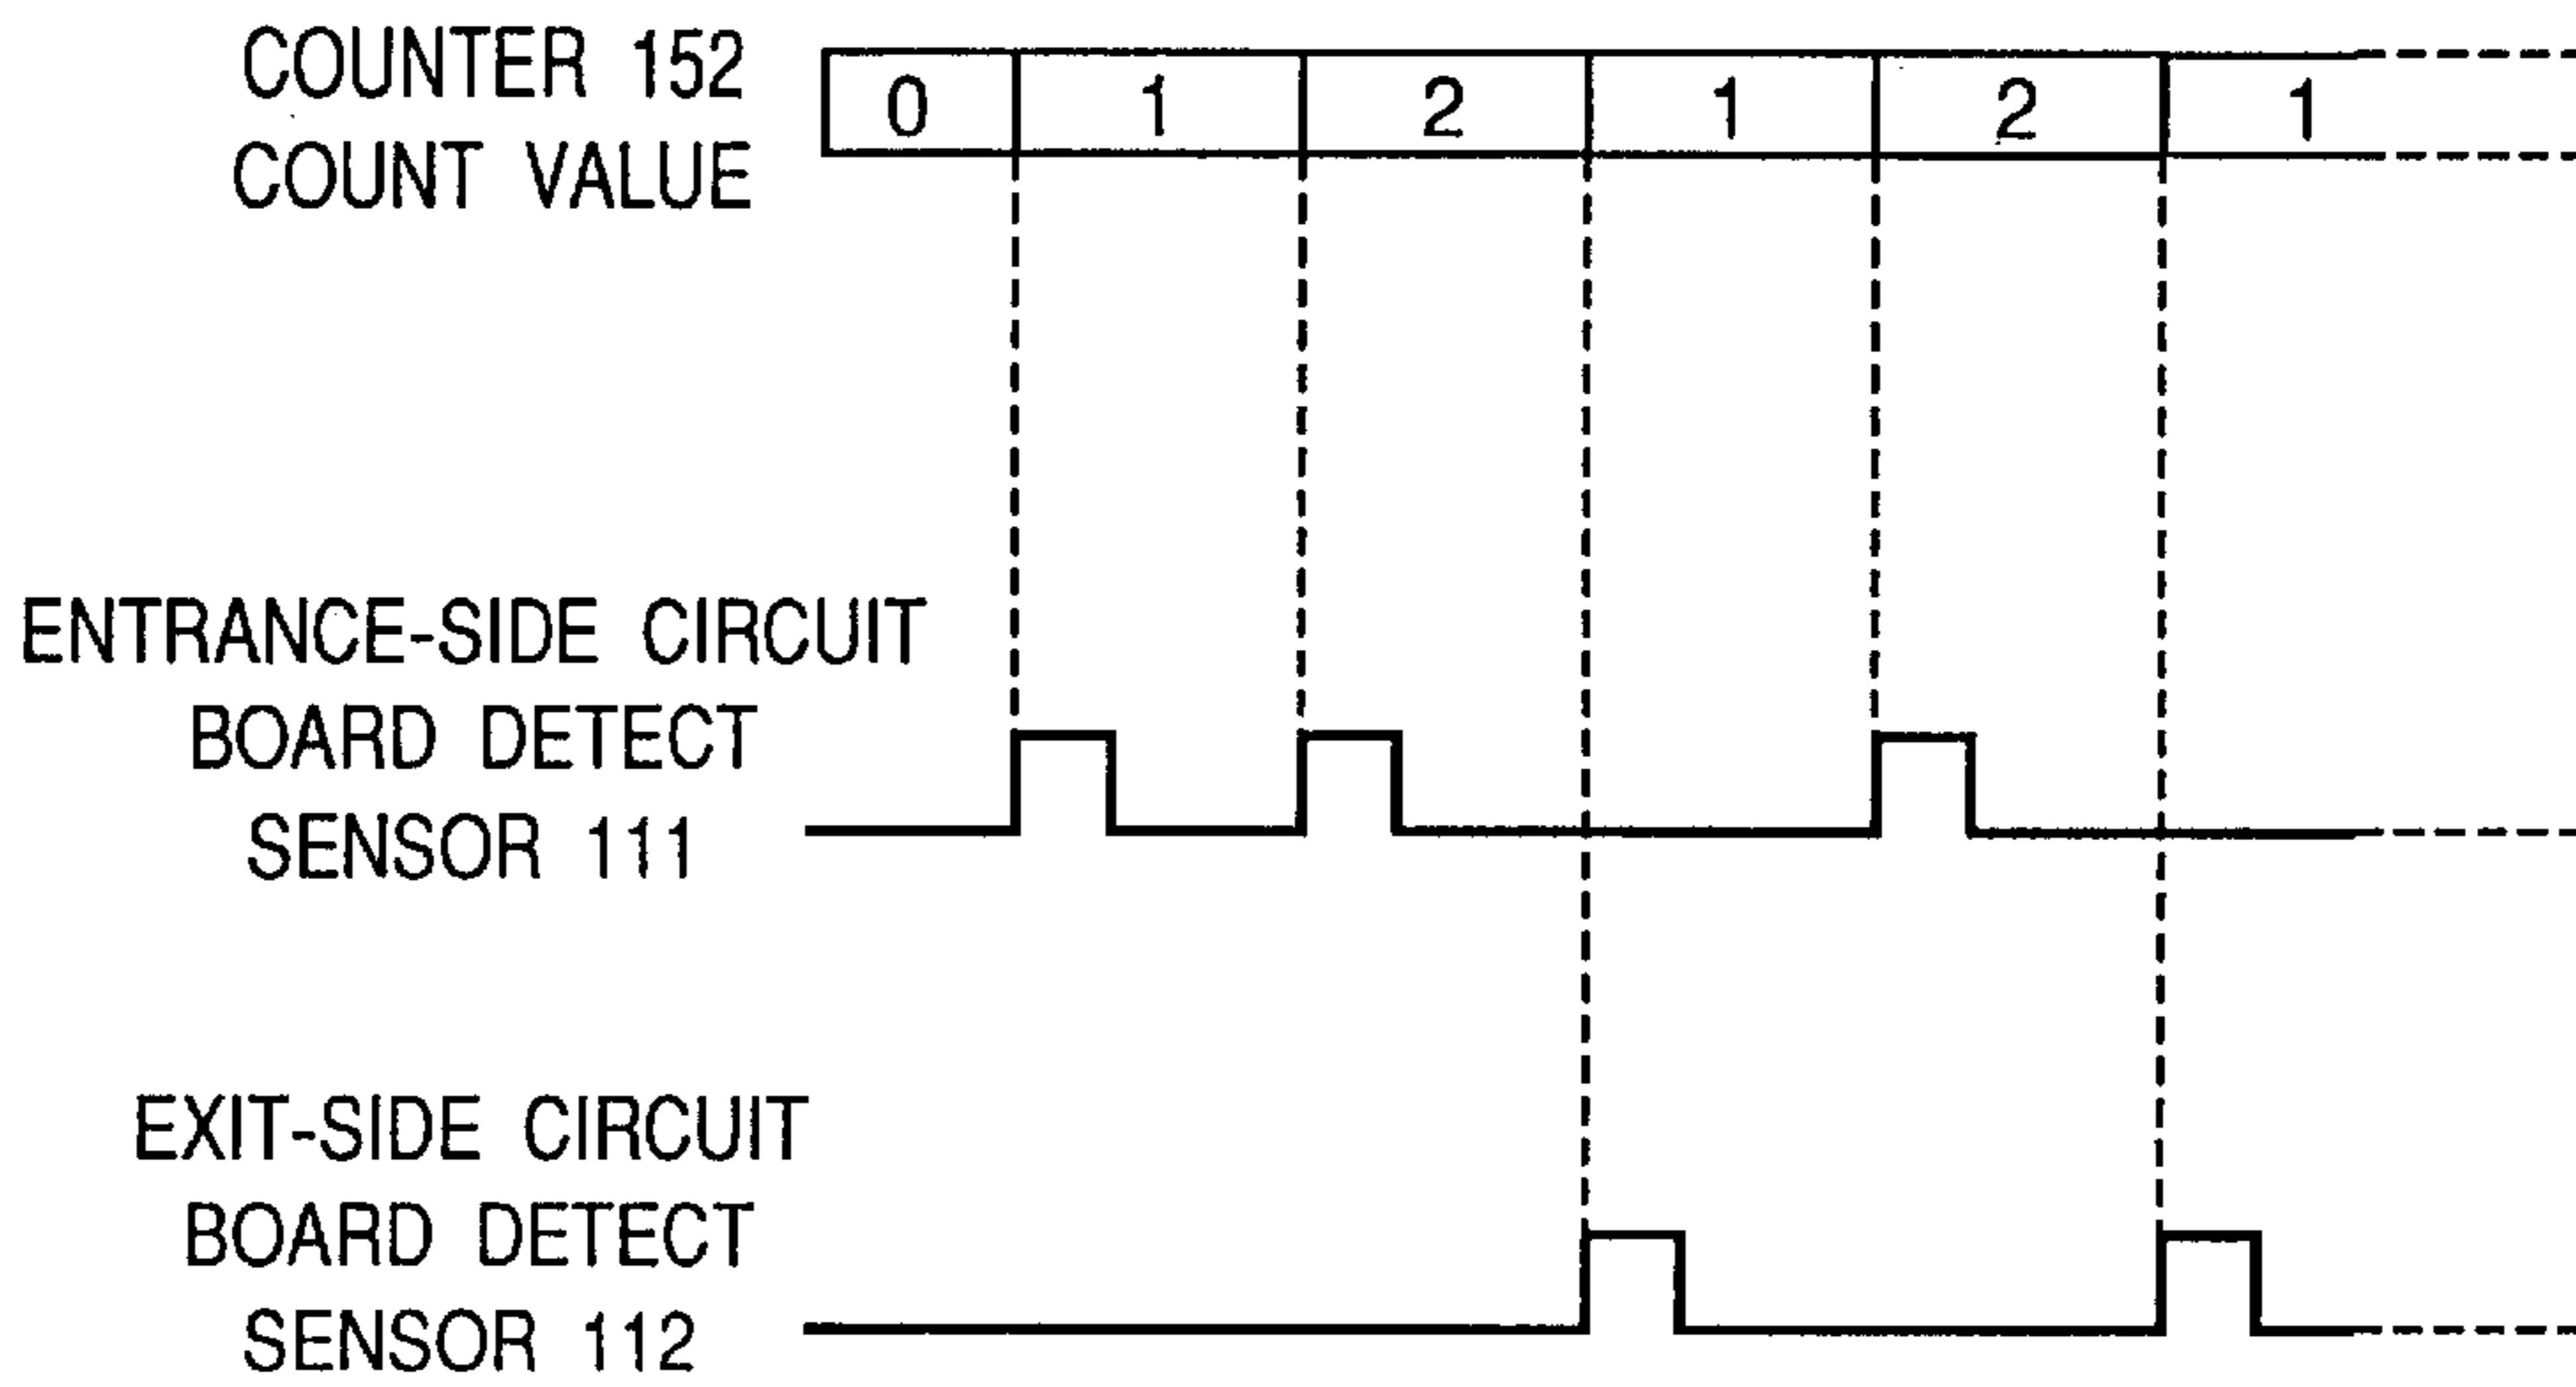 COUNTER 152
COUNT VALUE
0 1 2 1 2 1
ENTRANCE-SIDE CIRCUIT
BOARD DETECT
SENSOR 111
EXIT-SIDE CIRCUIT
BOARD DETECT
SENSOR 112